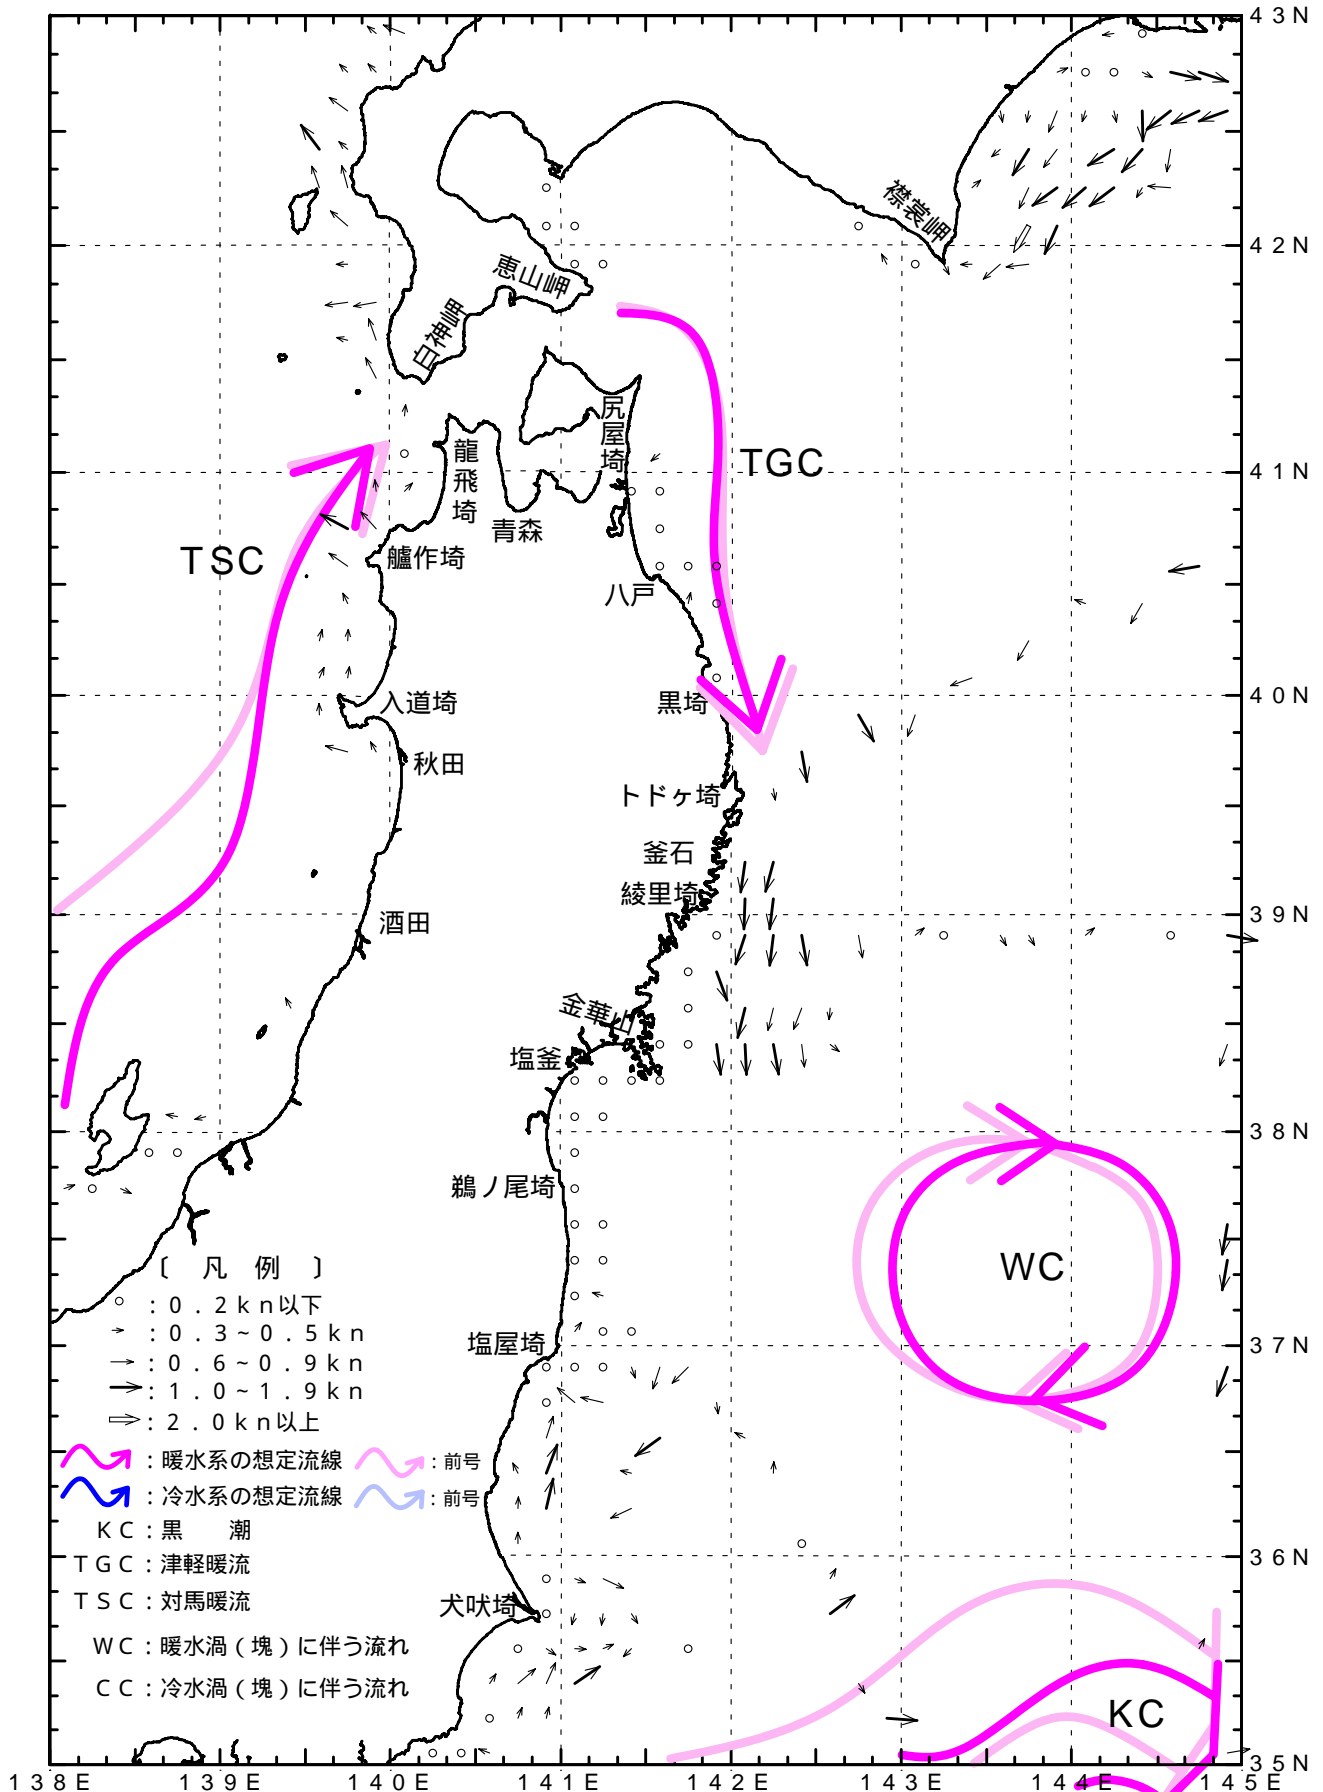 43N
襟裳岬
42N
恵山岬
白神岬
尻屋埼
TGC
龍飛埼
41N
青森
TSC
艫作埼
八戸
入道埼
黒埼
40N
秋田
トドヶ埼
釜石
綾里埼
酒田
39N
金華山
塩釜
38N
鵜ノ尾埼
WC
〔 凡 例 〕
:0.2kn以下
:0.3~0.5kn
:0.6~0.9kn
:1.0~1.9kn
:2.0kn以上
塩屋埼
37N
:暖水系の想定流線 :前号
:冷水系の想定流線 :前号
KC:黒 潮
TGC:津軽暖流
TSC:対馬暖流
WC:暖水渦(塊)に伴う流れ
CC:冷水渦(塊)に伴う流れ
36N
犬吠埼
KC
35N
138E 139E 140E 141E 142E 143E 144E 145E